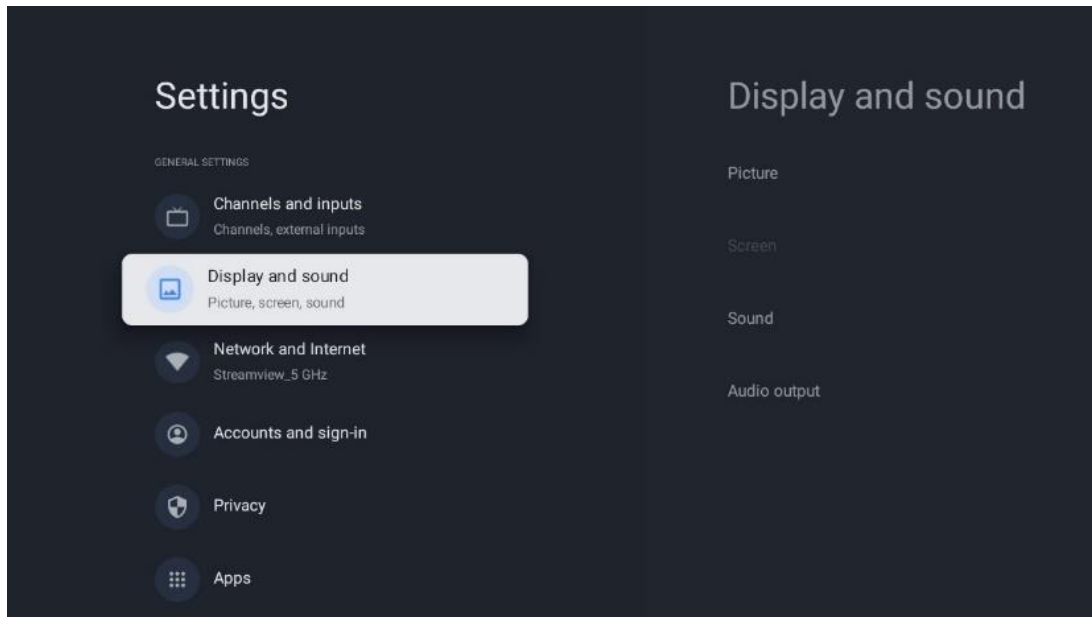 Settings
GENERAL SETTINGS
Channels and inputs
Channels, external inputs
Display and sound
Picture, screen, sound
Network and Internet
Streamview_5 GHz
Accounts and sign-in
Privacy
Apps
Display and sound
Picture
Screen
Sound
Audio output